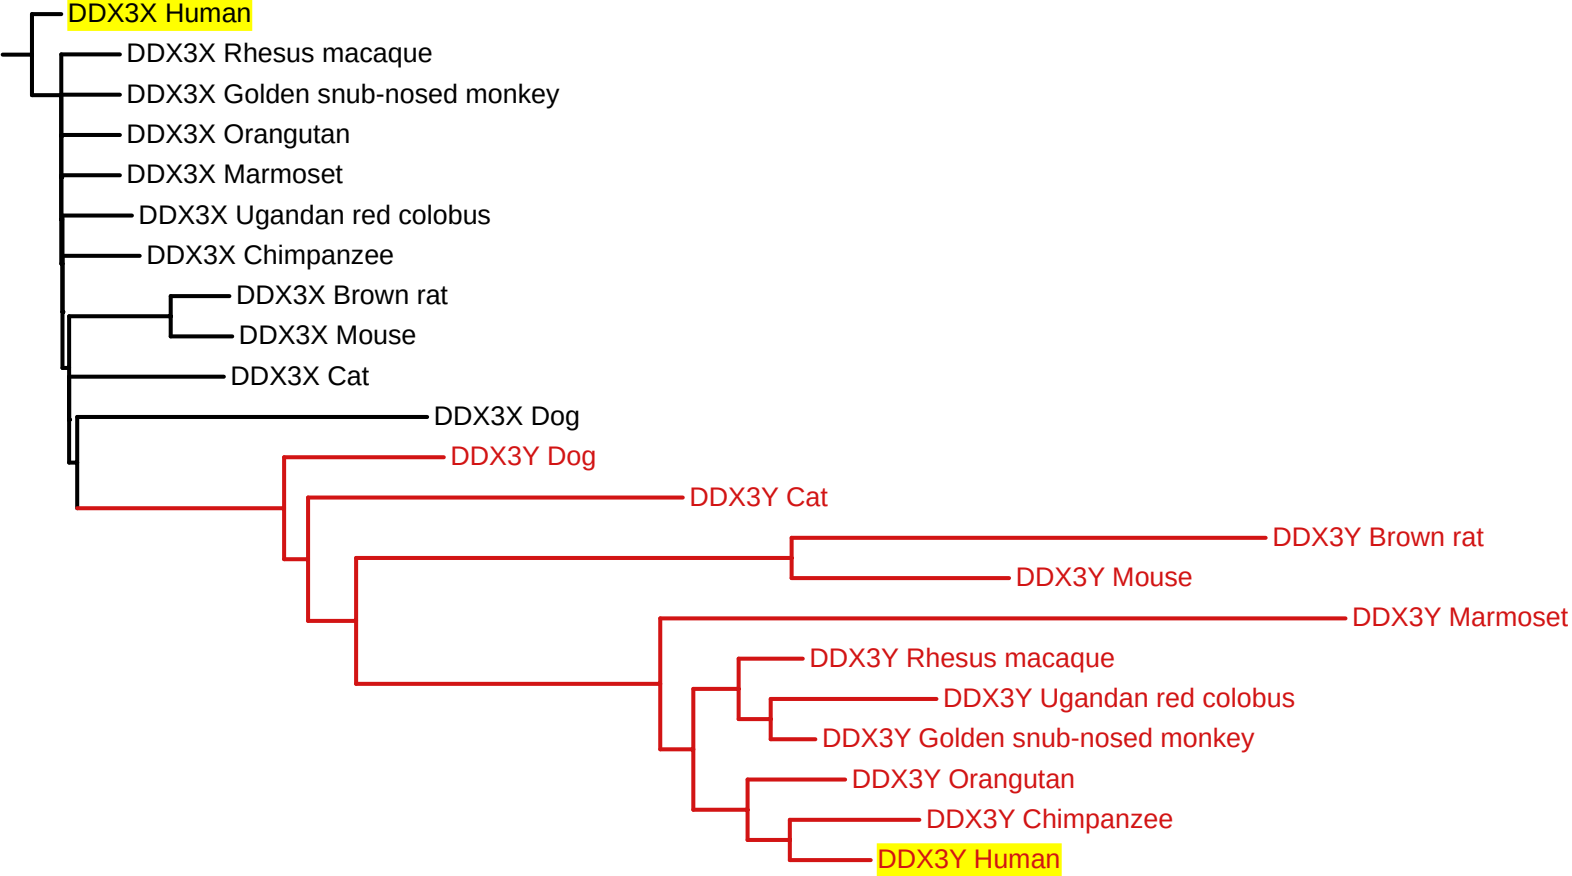 DDX3X Human
DDX3X Rhesus macaque
DDX3X Golden snub-nosed monkey
DDX3X Orangutan
DDX3X Marmoset
DDX3X Ugandan red colobus
DDX3X Chimpanzee
DDX3X Brown rat
DDX3X Mouse
DDX3X Cat
DDX3X Dog
DDX3Y Dog
DDX3Y Cat
DDX3Y Brown rat
DDX3Y Mouse
DDX3Y Marmoset
DDX3Y Rhesus macaque
DDX3Y Ugandan red colobus
DDX3Y Golden snub-nosed monkey
DDX3Y Orangutan
DDX3Y Chimpanzee
DDX3Y Human